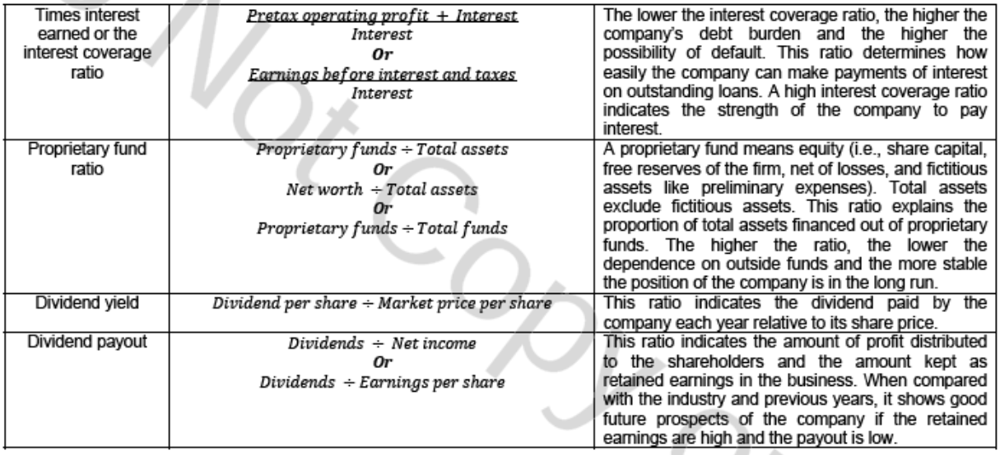 Times interest
earned or the
interest coverage
ratio
Pretax operating profit + Interest
Interest
Or
Earnings before interest and taxes
Interest
The lower the interest coverage ratio, the higher the
company's debt burden and the higher the
possibility of default. This ratio determines how
easily the company can make payments of interest
on outstanding loans. A high interest coverage ratio
indicates the strength of the company to pay
interest.
Proprietary fund
ratio
Proprietary funds ÷ Total assets
Or
Net worth ÷ Total assets
Or
Proprietary funds ÷ Total funds
A proprietary fund means equity (i.e., share capital,
free reserves of the firm, net of losses, and fictitious
assets like preliminary expenses). Total assets
exclude fictitious assets. This ratio explains the
proportion of total assets financed out of proprietary
funds. The higher the ratio, the lower the
dependence on outside funds and the more stable
the position of the company is in the long run.
Dividend yield
Dividend per share ÷ Market price per share
This ratio indicates the dividend paid by the
company each year relative to its share price.
Dividend payout
Dividends ÷ Net income
Or
Dividends ÷ Earnings per share
This ratio indicates the amount of profit distributed
to the shareholders and the amount kept as
retained earnings in the business. When compared
with the industry and previous years, it shows good
future prospects of the company if the retained
earnings are high and the payout is low.
Not Copy